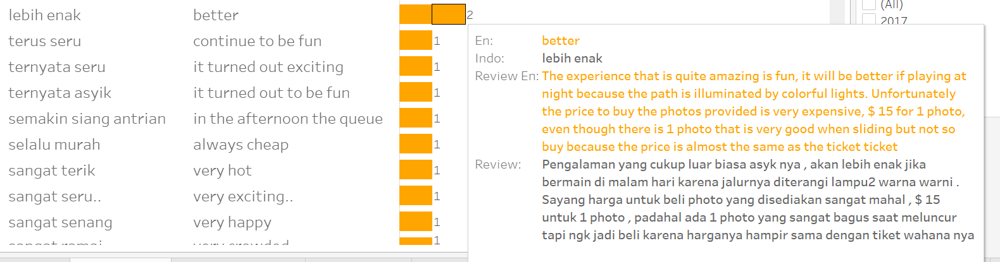 lebih enak better 2
terus seru continue to be fun 1
ternyata seru it turned out exciting 1
ternyata asyik it turned out to be fun 1
semakin siang antrian in the afternoon the queue 1
selalu murah always cheap 1
sangat terik very hot 1
sangat seru.. very exciting.. 1
sangat senang very happy 1
sangat ramai very crowded 1
(All)
2017
En: better
Indo: lebih enak
Review En: The experience that is quite amazing is fun, it will be better if playing at
night because the path is illuminated by colorful lights. Unfortunately
the price to buy the photos provided is very expensive, $ 15 for 1 photo,
even though there is 1 photo that is very good when sliding but not so
buy because the price is almost the same as the ticket ticket
Review: Pengalaman yang cukup luar biasa asyk nya , akan lebih enak jika
bermain di malam hari karena jalurnya diterangi lampu2 warna warni .
Sayang harga untuk beli photo yang disediakan sangat mahal , $ 15
untuk 1 photo , padahal ada 1 photo yang sangat bagus saat meluncur
tapi ngk jadi beli karena harganya hampir sama dengan tiket wahana nya